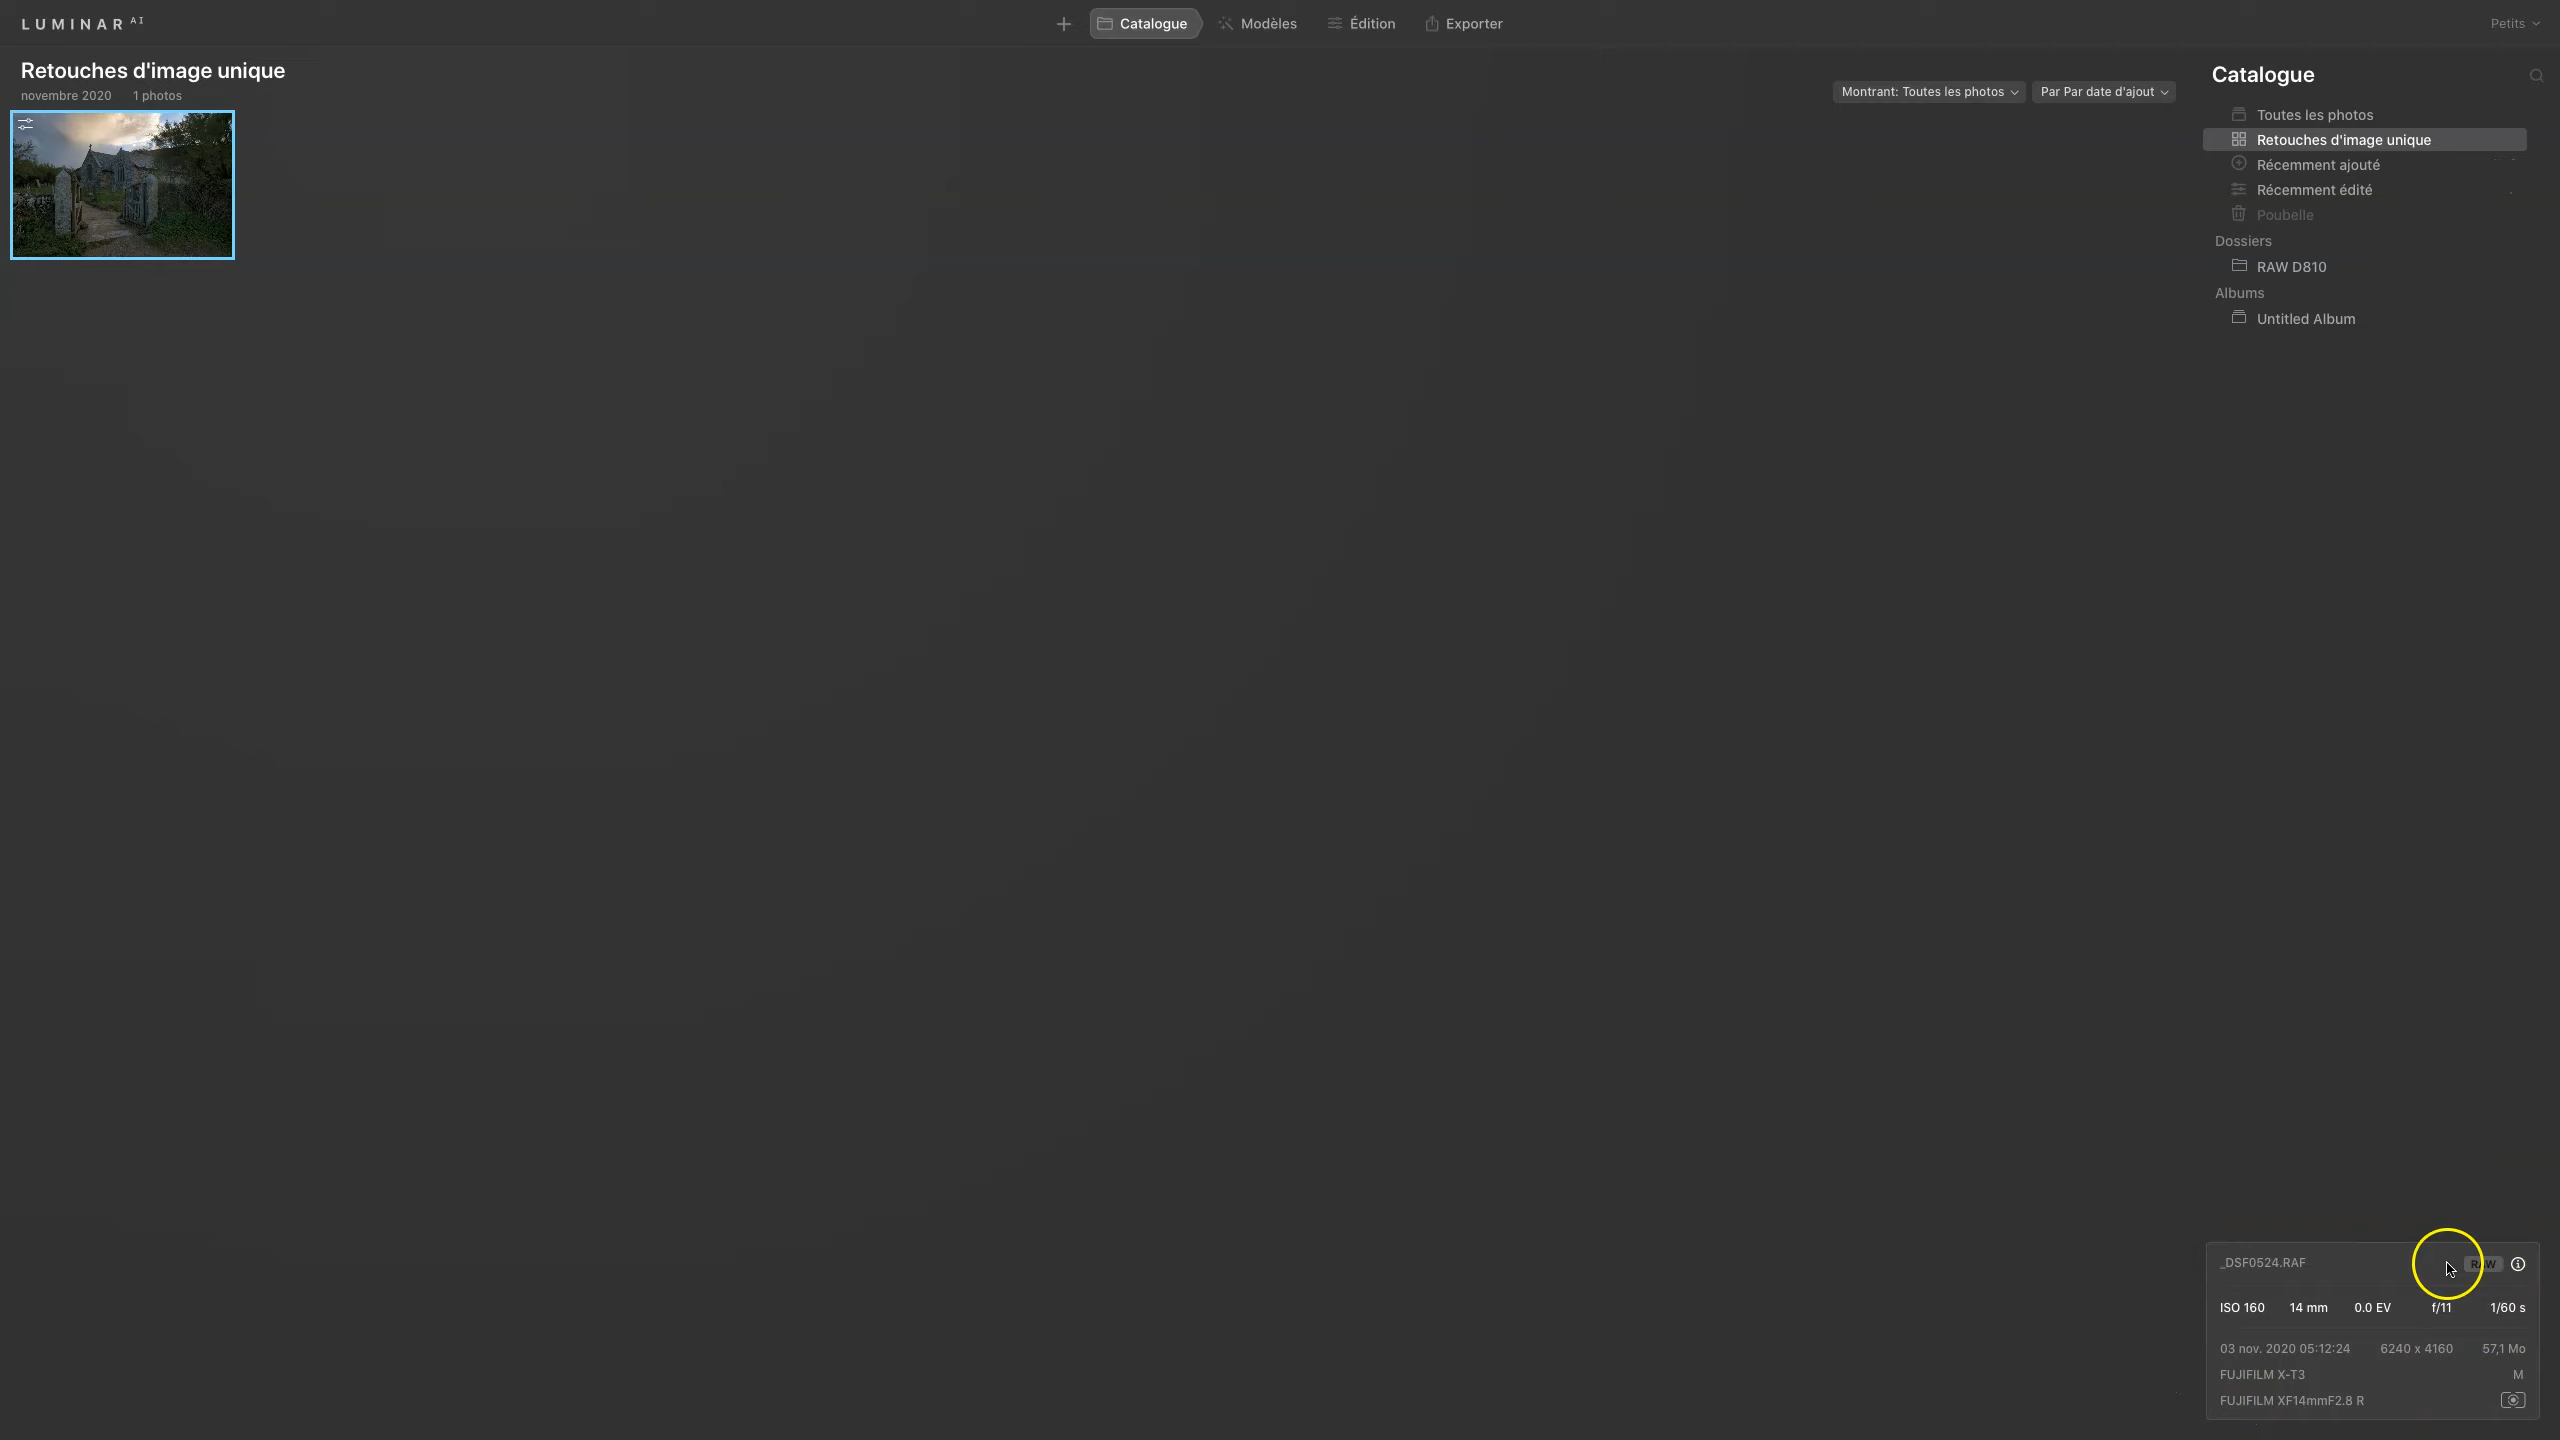 LUMINAR AI
Catalogue
Modèles
Édition
Exporter
Petits
Retouches d'image unique
novembre 2020 1 photos
Montrant: Toutes les photos
Par Par date d'ajout
Catalogue
Toutes les photos
Retouches d'image unique
Récemment ajouté
Récemment édité
Poubelle
Dossiers
RAW D810
Albums
Untitled Album
_DSF0524.RAF RAW
ISO 160 14 mm 0.0 EV f/11 1/60 s
03 nov. 2020 05:12:24 6240 x 4160 57,1 Mo
FUJIFILM X-T3 M
FUJIFILM XF14mmF2.8 R